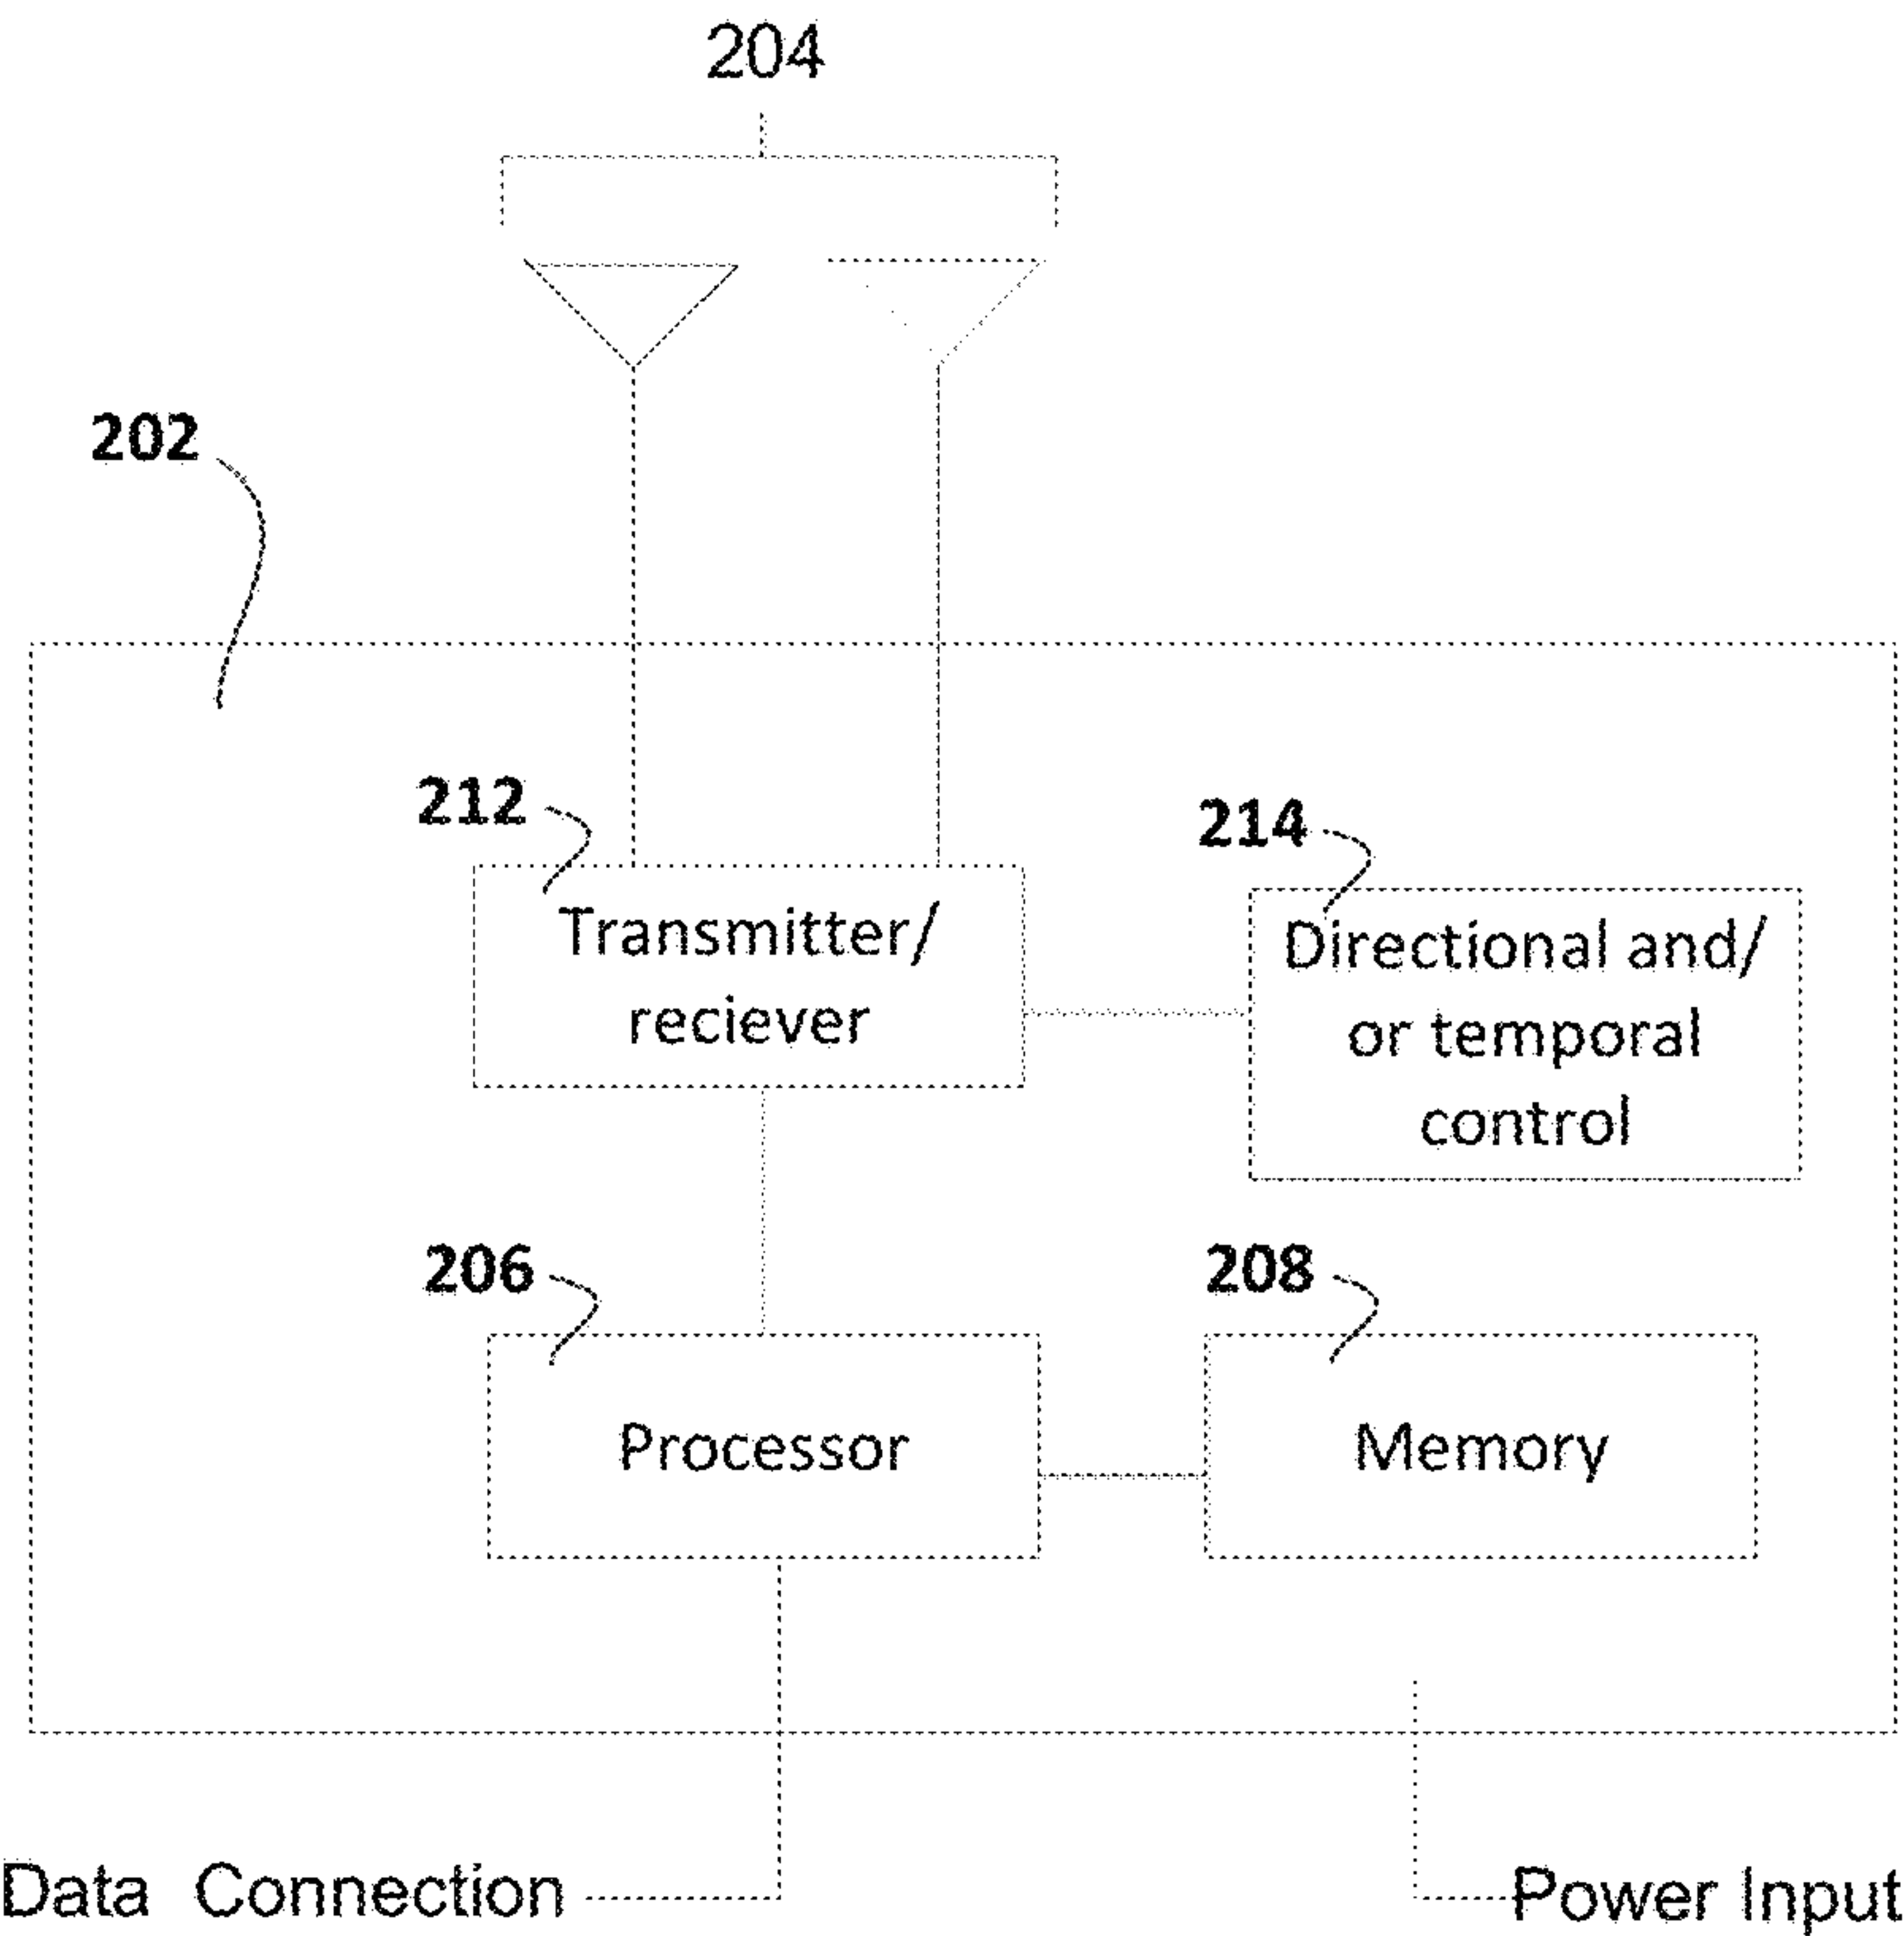 204
202
212
214
Transmitter/
reciever
Directional and/
or temporal
control
206
208
Processor
Memory
Data Connection
Power Input